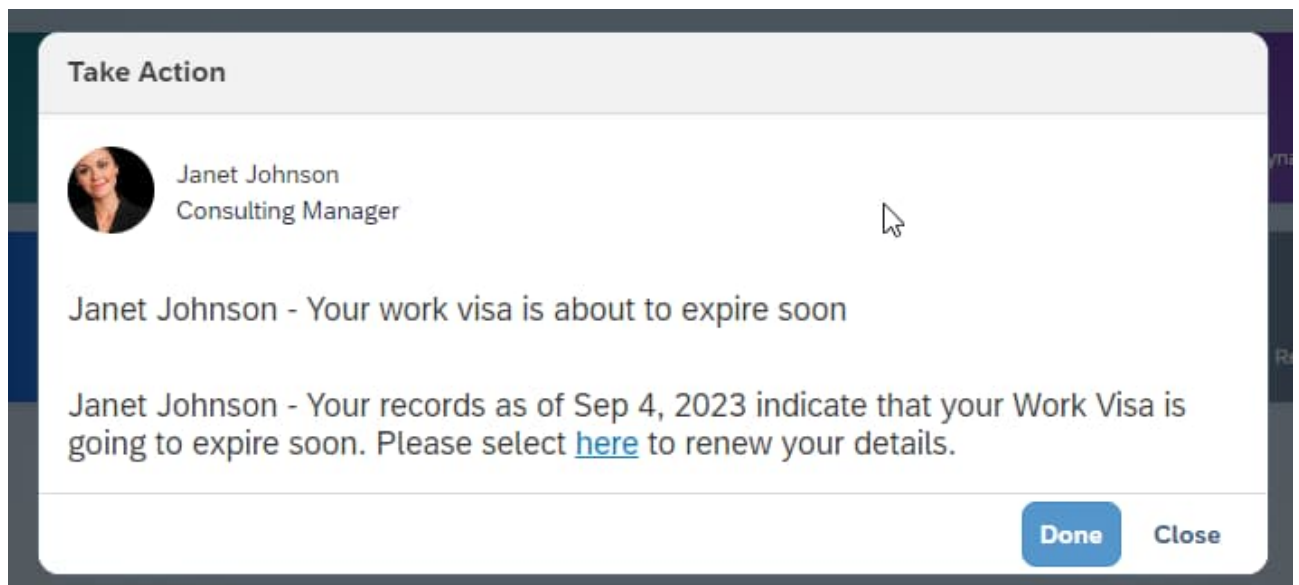 Take Action
Janet Johnson
Consulting Manager
Janet Johnson - Your work visa is about to expire soon
Janet Johnson - Your records as of Sep 4, 2023 indicate that your Work Visa is
going to expire soon. Please select here to renew your details.
Done Close